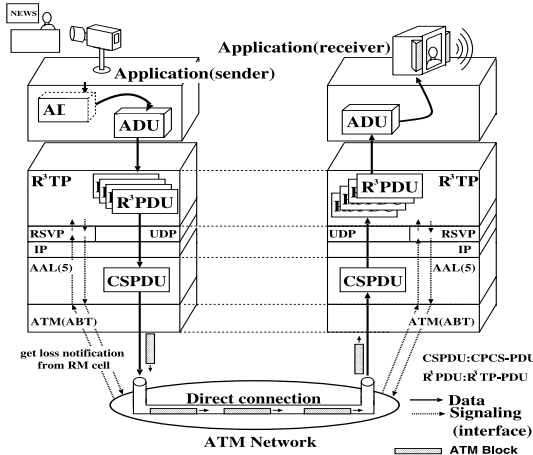 NEWS
Application(receiver)
Application(sender)
ADU
ADU
R³TP
R³PDU
R³PDU
R³TP
RSVP
UDP
UDP
RSVP
IP
IP
AAL(5)
CSPDU
CSPDU
AAL(5)
ATM(ABT)
ATM(ABT)
get loss notification
from RM cell
CSPDU:CPCS-PDU
R³PDU:R³TP-PDU
Direct connection
Data
Signaling
(interface)
ATM Network
ATM Block